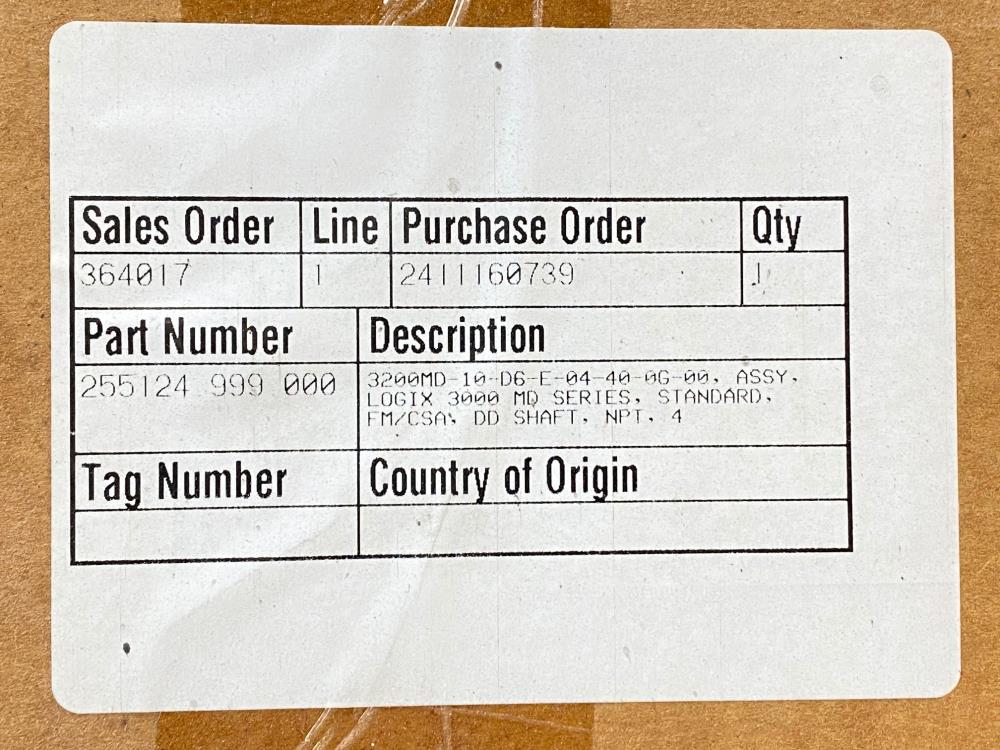 Sales Order Line Purchase Order Qty
364017 1 2411160739 1
Part Number Description
255124 999 000 3200MD-10-D6-E-04-40-0G-00, ASSY,
LOGIX 3000 MD SERIES, STANDARD,
FM/CSA, DD SHAFT, NPT, 4
Tag Number Country of Origin